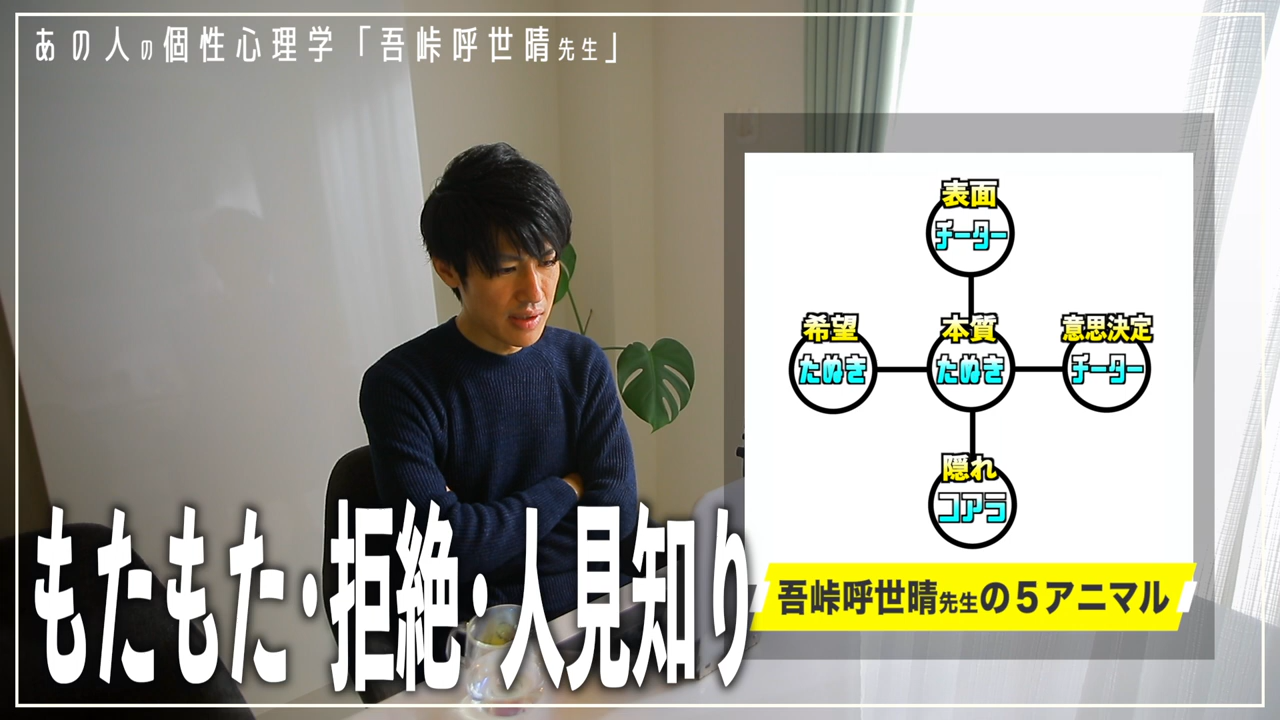 あの人の個性心理学「吾峠呼世晴先生」
表面
チーター
希望
たぬき
本質
たぬき
意思決定
チーター
隠れ
コアラ
吾峠呼世晴先生の5アニマル
もたもた・拒絶・人見知り